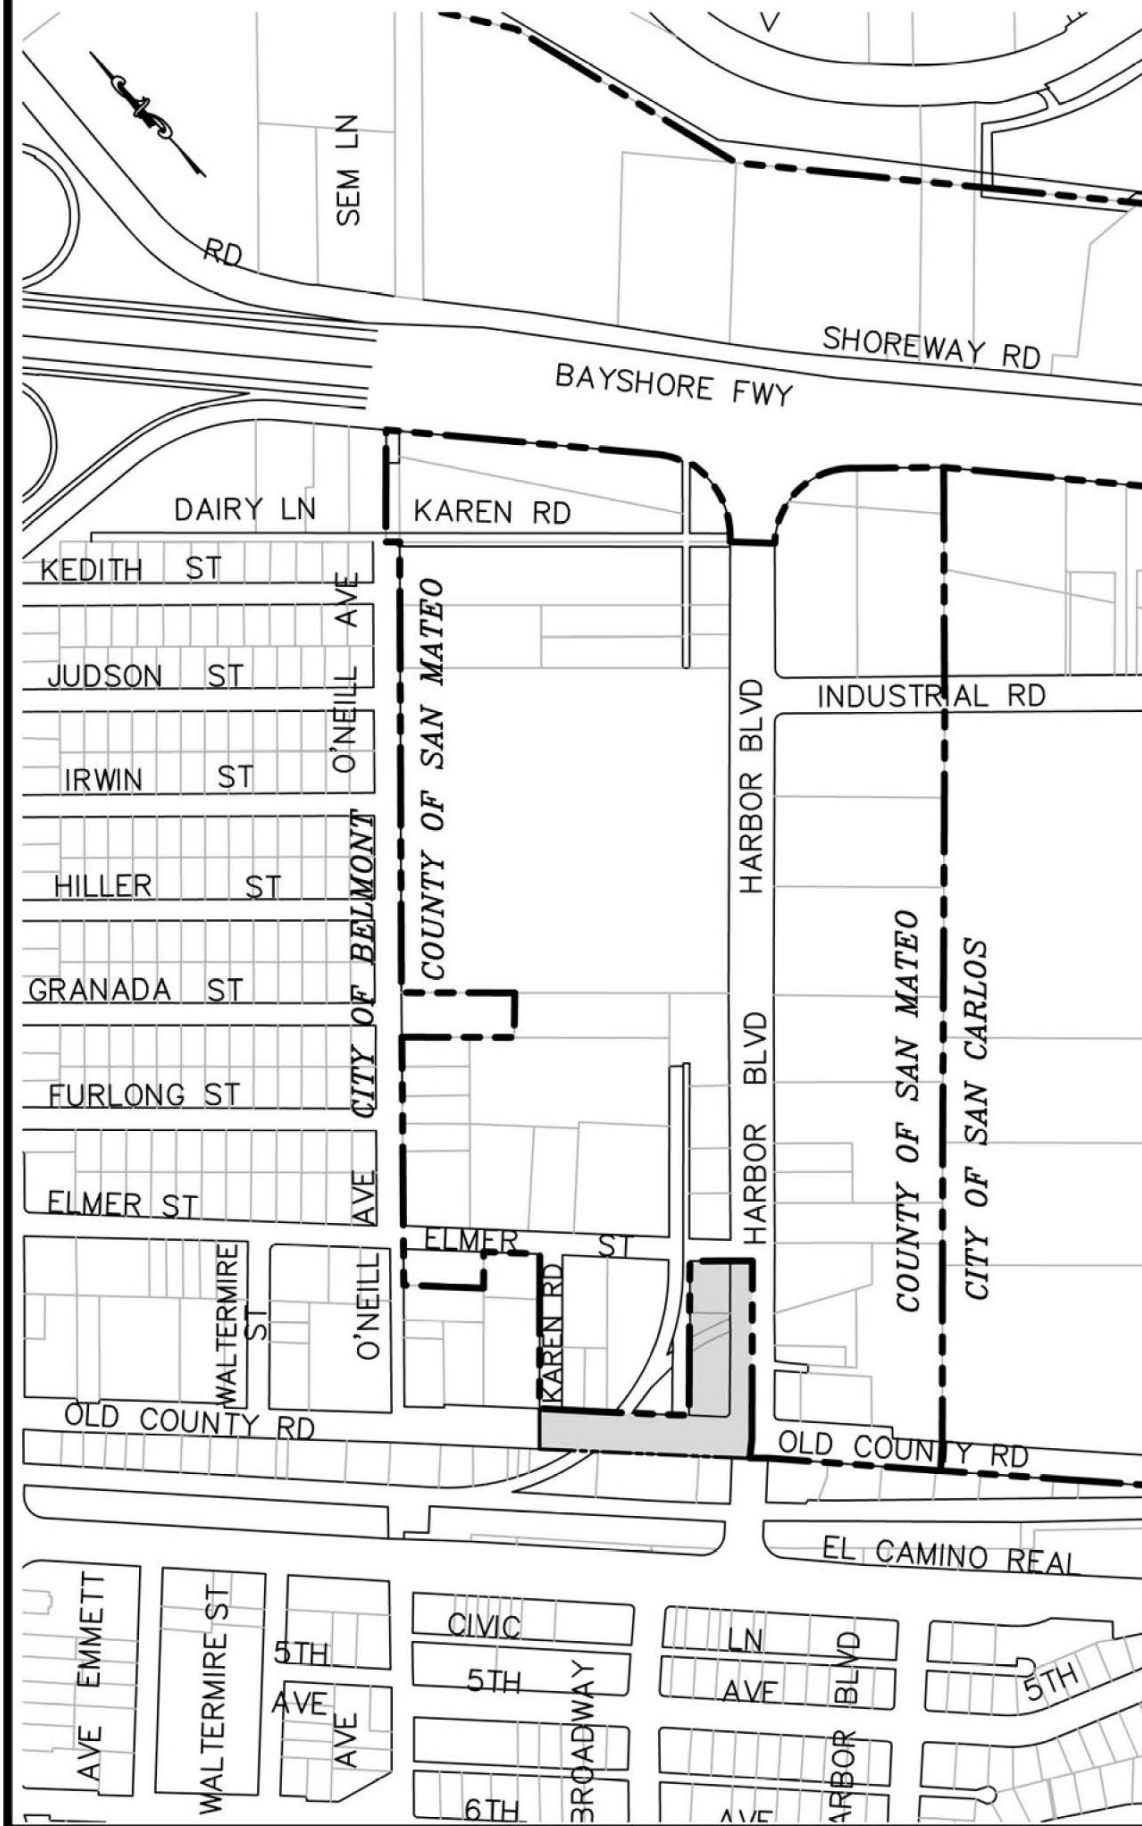 SEM LN
RD
SHOREWAY RD
BAYSHORE FWY
DAIRY LN
KAREN RD
KEDITH ST
O'NEILL AVE
JUDSON ST
COUNTY OF SAN MATEO
HARBOR BLVD
INDUSTRIAL RD
IRWIN ST
HILLER ST
CITY OF BELMONT
GRANADA ST
COUNTY OF SAN MATEO
CITY OF SAN CARLOS
HARBOR BLVD
FURLONG ST
ELMER ST
O'NEILL AVE
ELMER ST
WALTERMIRE ST
KAREN RD
OLD COUNTY RD
OLD COUNTY RD
EL CAMINO REAL
EMMETT AVE
WALTERMIRE ST
5TH AVE
AVE
CIVIC LN
5TH AVE
BROADWAY
ARBOR BLVD
5TH
6TH AVE